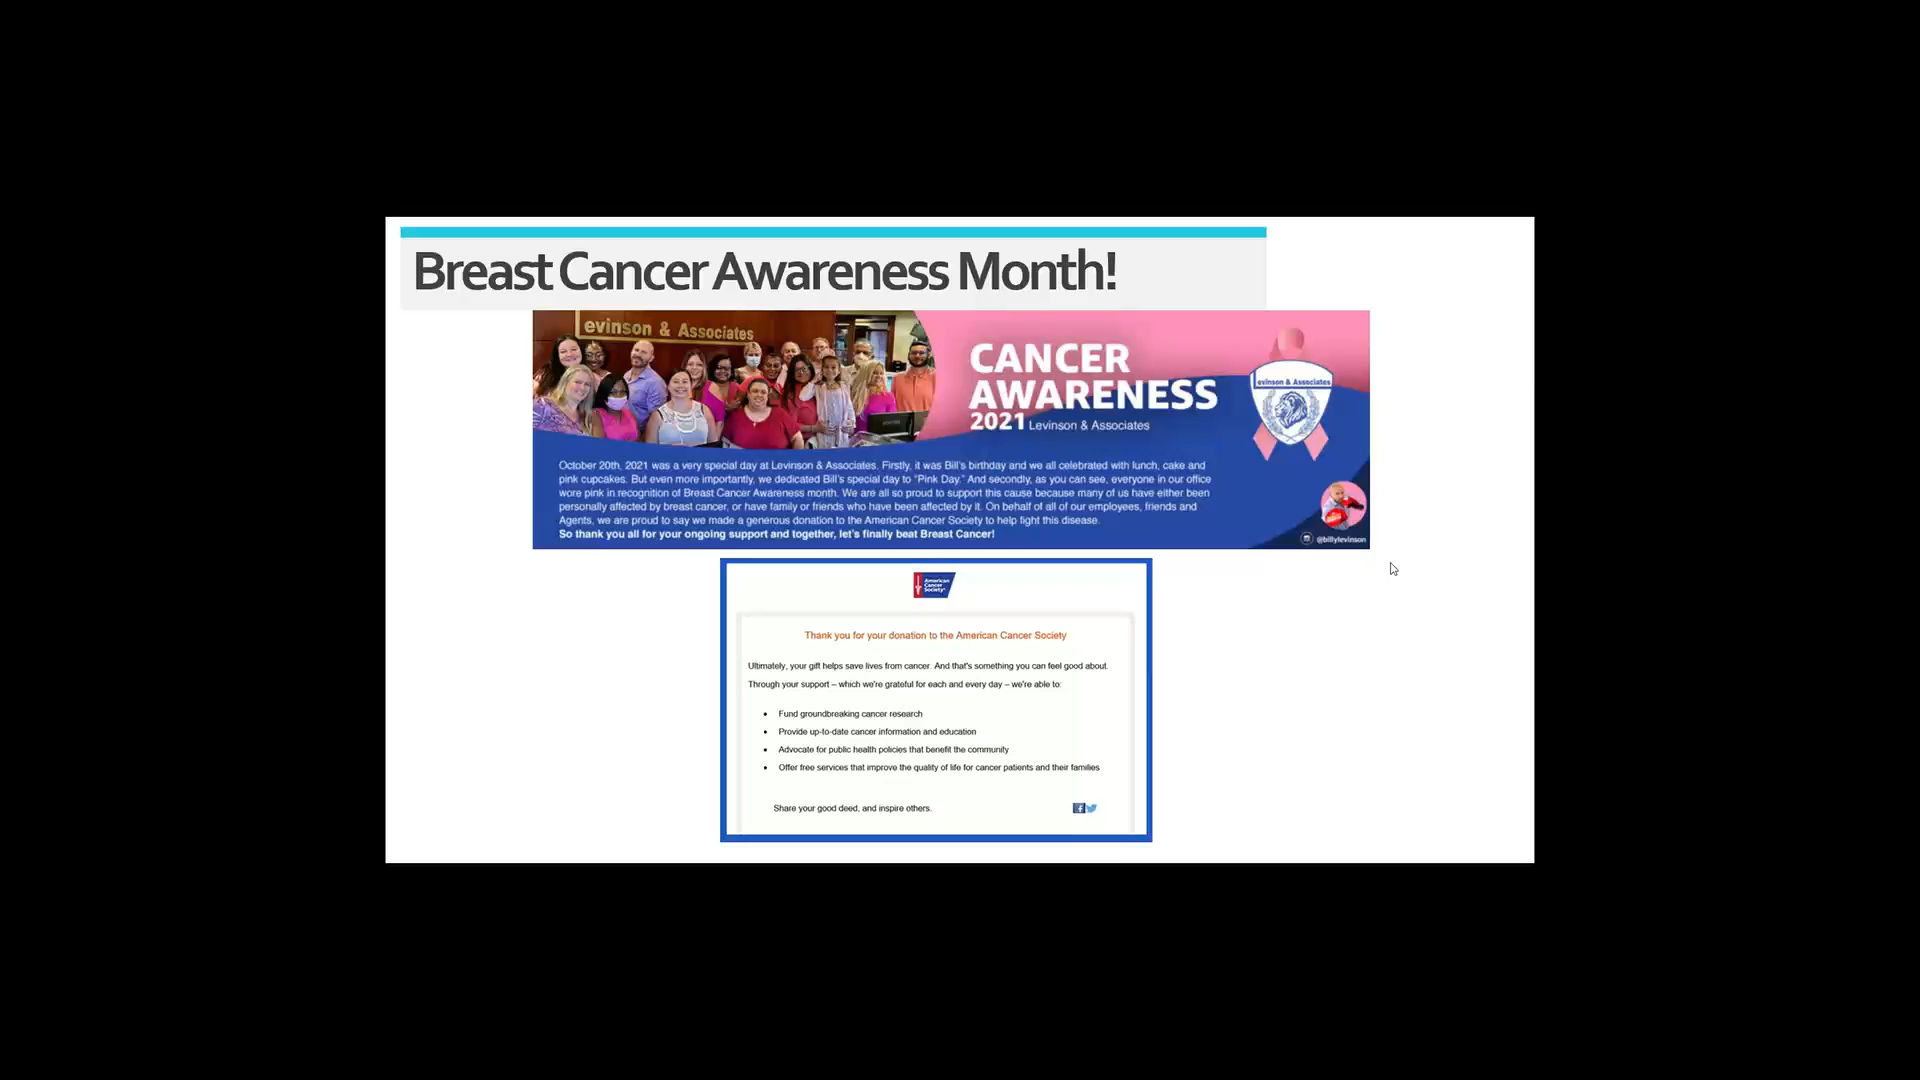 Breast Cancer Awareness Month!
evinson & Associates
CANCER
AWARENESS
2021 Levinson & Associates
evinson & Associates
October 20th, 2021 was a very special day at Levinson & Associates. Firstly, it was Bill's birthday and we all celebrated with lunch, cake and
pink cupcakes. But even more importantly, we dedicated Bill's special day to "Pink Day." And secondly, as you can see, everyone in our office
wore pink in recognition of Breast Cancer Awareness month. We are all so proud to support this cause because many of us have either been
personally affected by breast cancer, or have family or friends who have been affected by it. On behalf of all of our employees, friends and
Agents, we are proud to say we made a generous donation to the American Cancer Society to help fight this disease.
So thank you all for your ongoing support and together, let's finally beat Breast Cancer!
@billylevinson
American
Cancer
Society
Thank you for your donation to the American Cancer Society
Ultimately, your gift helps save lives from cancer. And that's something you can feel good about.
Through your support – which we're grateful for each and every day – we're able to:
• Fund groundbreaking cancer research
• Provide up-to-date cancer information and education
• Advocate for public health policies that benefit the community
• Offer free services that improve the quality of life for cancer patients and their families
Share your good deed, and inspire others.